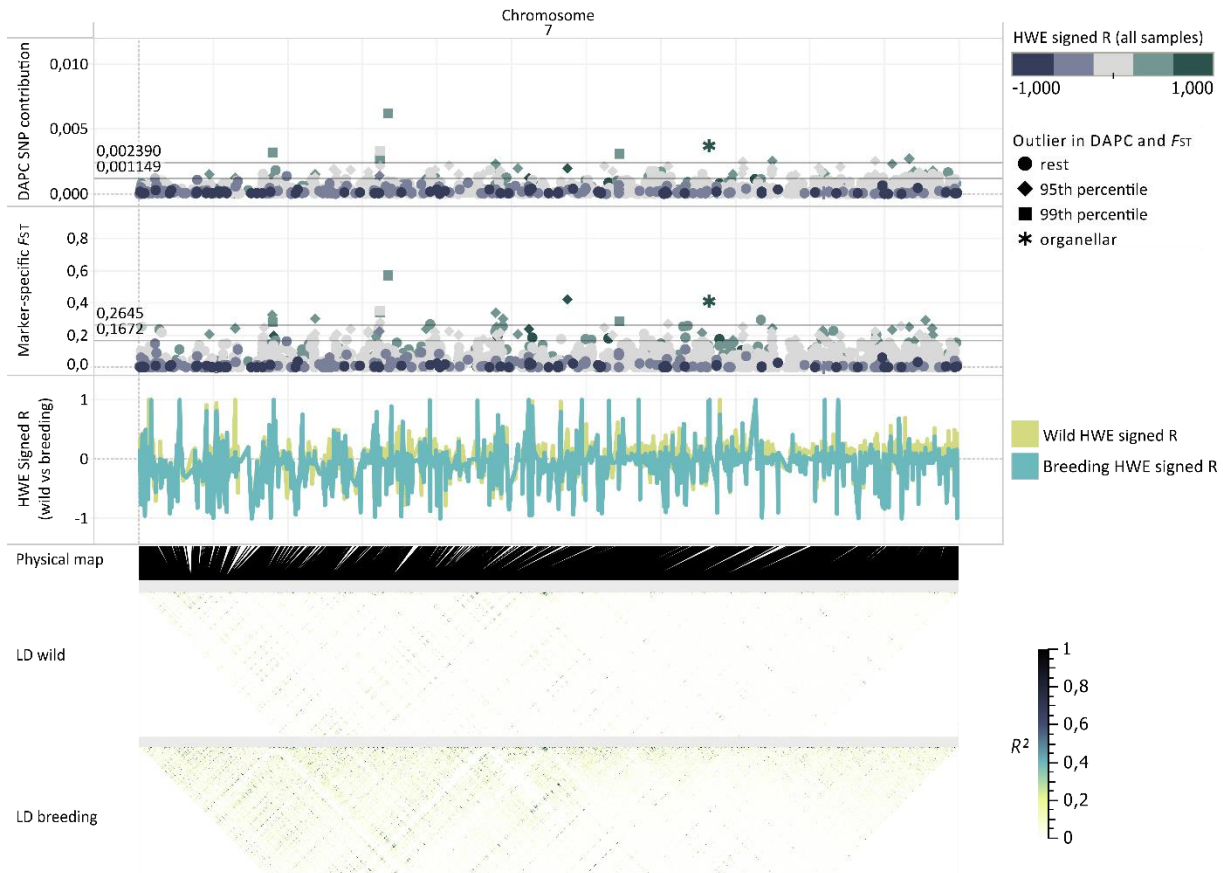 Chromosome
7
HWE signed R (all samples)
-1,000 1,000
Outlier in DAPC and FST
rest
95th percentile
99th percentile
organellar
DAPC SNP contribution
0,010
0,005
0,002390
0,001149
0,000
Marker-specific FST
0,8
0,6
0,4
0,2645
0,1672
0,2
0,0
HWE Signed R
(wild vs breeding)
1
0
-1
Wild HWE signed R
Breeding HWE signed R
Physical map
LD wild
LD breeding
R²
1
0,8
0,6
0,4
0,2
0